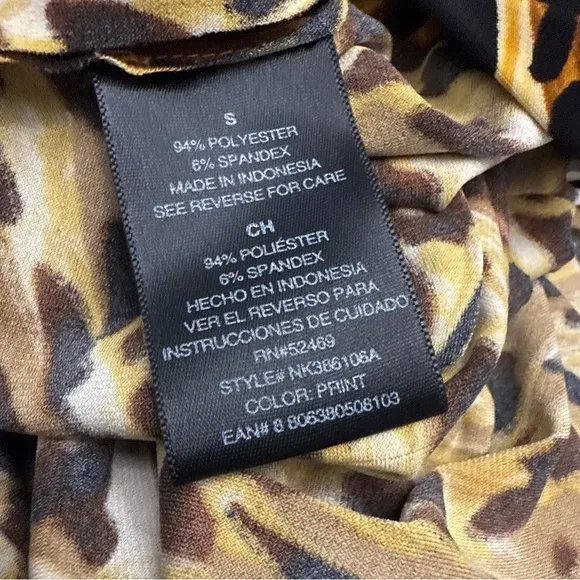 S
94% POLYESTER
6% SPANDEX
MADE IN INDONESIA
SEE REVERSE FOR CARE
CH
94% POLIÉSTER
6% SPANDEX
HECHO EN INDONESIA
VER EL REVERSO PARA
INSTRUCCIONES DE CUIDADO
RN#52469
STYLE# NK386106A
COLOR: PRINT
EAN# 8 806380508103